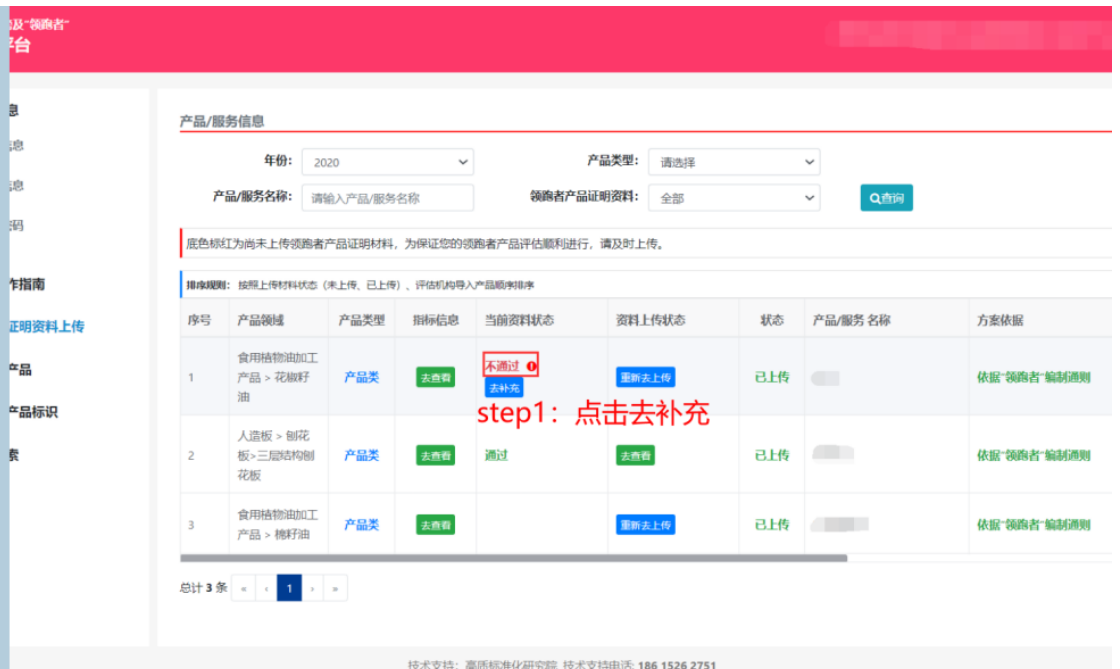 及“领跑者”
平台
息
信息
信息
密码
作指南
证明资料上传
产品
产品标识
索
产品/服务信息
年份： 2020 产品类型： 请选择
产品/服务名称： 请输入产品/服务名称 领跑者产品证明资料： 全部 查询
底色标红为尚未上传领跑者产品证明材料，为保证您的领跑者产品评估顺利进行，请及时上传。
排序规则： 按照上传材料状态（未上传、已上传）、评估机构导入产品顺序排序
序号 产品领域 产品类型 指标信息 当前资料状态 资料上传状态 状态 产品/服务 名称 方案依据
1 食用植物油加工产品 > 花椒籽油 产品类 去查看 不通过 去补充 重新去上传 已上传 依据“领跑者”编制通则
step1：点击去补充
2 人造板 > 刨花板>三层结构刨花板 产品类 去查看 通过 去查看 已上传 依据“领跑者”编制通则
3 食用植物油加工产品 > 棉籽油 产品类 去查看 重新去上传 已上传 依据“领跑者”编制通则
总计 3 条 « ‹ 1 › »
技术支持：高质标准化研究院 技术支持电话: 186 1526 2751